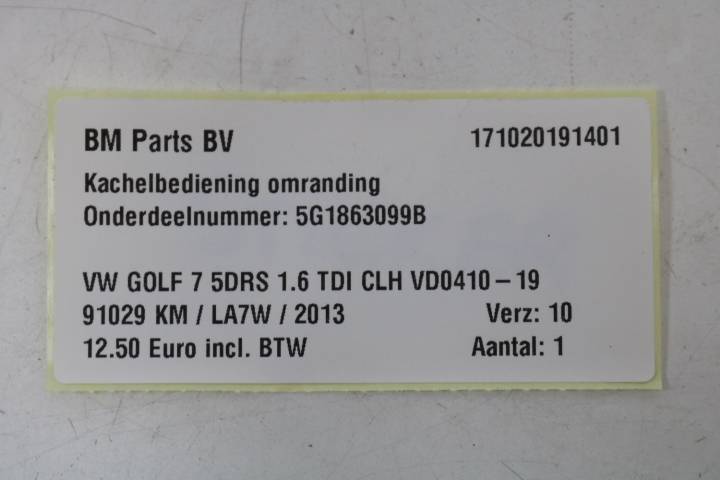 BM Parts BV 171020191401
Kachelbediening omranding
Onderdeelnummer: 5G1863099B
VW GOLF 7 5DRS 1.6 TDI CLH VD0410-19
91029 KM / LA7W / 2013 Verz: 10
12.50 Euro incl. BTW Aantal: 1